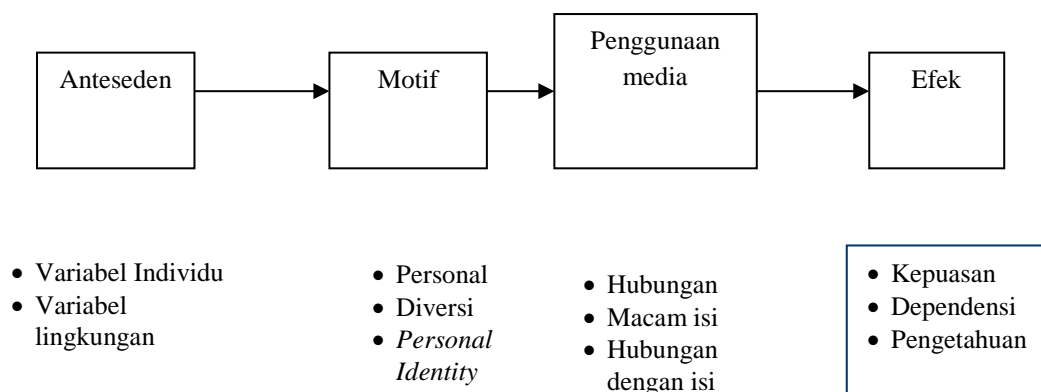 Anteseden
Motif
Penggunaan
media
Efek
• Variabel Individu
• Variabel
lingkungan
• Personal
• Diversi
• Personal
Identity
• Hubungan
• Macam isi
• Hubungan
dengan isi
• Kepuasan
• Dependensi
• Pengetahuan